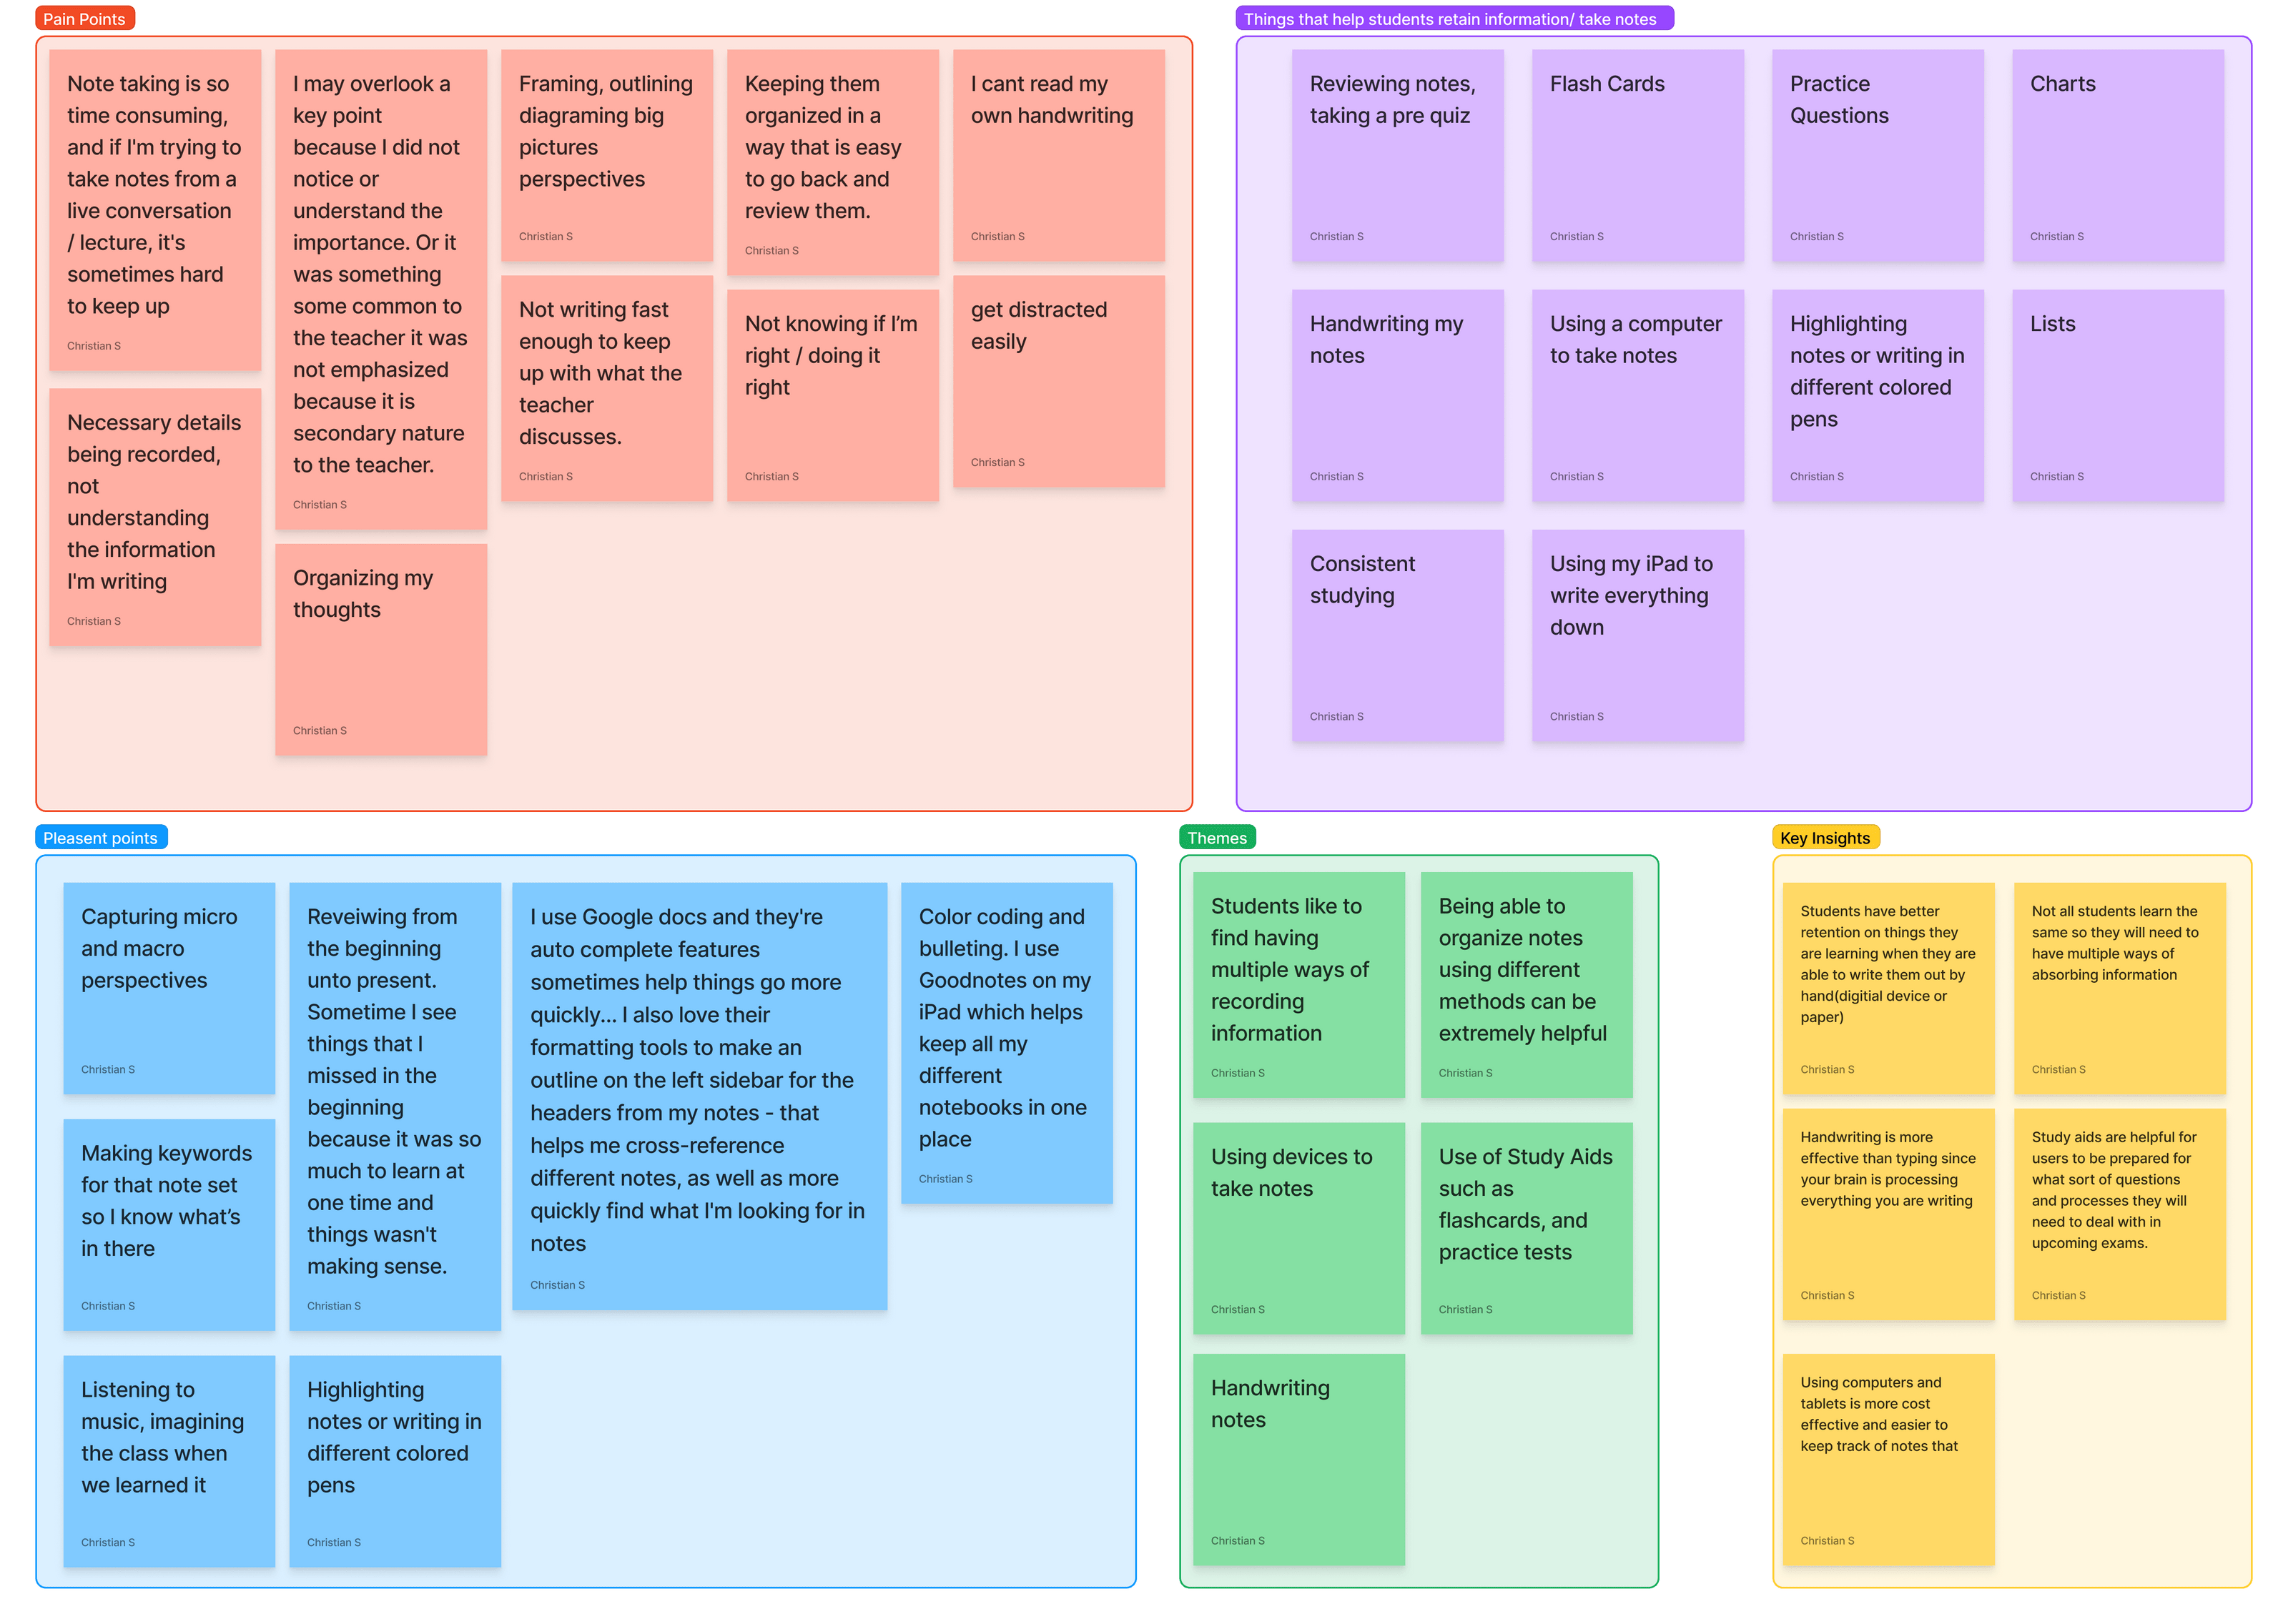 Pain Points
Note taking is so
time consuming,
and if I'm trying to
take notes from a
live conversation
/ lecture, it's
sometimes hard
to keep up
Christian S
Necessary details
being recorded,
not
understanding
the information
I'm writing
Christian S
I may overlook a
key point
because I did not
notice or
understand the
importance. Or it
was something
some common to
the teacher it was
not emphasized
because it is
secondary nature
to the teacher.
Christian S
Organizing my
thoughts
Christian S
Framing, outlining
diagraming big
pictures
perspectives
Christian S
Not writing fast
enough to keep
up with what the
teacher
discusses.
Christian S
Keeping them
organized in a
way that is easy
to go back and
review them.
Christian S
Not knowing if I’m
right / doing it
right
Christian S
I cant read my
own handwriting
Christian S
get distracted
easily
Christian S
Things that help students retain information/ take notes
Reviewing notes,
taking a pre quiz
Christian S
Flash Cards
Christian S
Practice
Questions
Christian S
Charts
Christian S
Handwriting my
notes
Christian S
Using a computer
to take notes
Christian S
Highlighting
notes or writing in
different colored
pens
Christian S
Lists
Christian S
Consistent
studying
Christian S
Using my iPad to
write everything
down
Christian S
Pleasent points
Capturing micro
and macro
perspectives
Christian S
Making keywords
for that note set
so I know what’s
in there
Christian S
Listening to
music, imagining
the class when
we learned it
Christian S
Reveiwing from
the beginning
unto present.
Sometime I see
things that I
missed in the
beginning
because it was so
much to learn at
one time and
things wasn't
making sense.
Christian S
Highlighting
notes or writing in
different colored
pens
Christian S
I use Google docs and they're
auto complete features
sometimes help things go more
quickly... I also love their
formatting tools to make an
outline on the left sidebar for the
headers from my notes - that
helps me cross-reference
different notes, as well as more
quickly find what I'm looking for in
notes
Christian S
Color coding and
bulleting. I use
Goodnotes on my
iPad which helps
keep all my
different
notebooks in one
place
Christian S
Themes
Students like to
find having
multiple ways of
recording
information
Christian S
Being able to
organize notes
using different
methods can be
extremely helpful
Christian S
Using devices to
take notes
Christian S
Use of Study Aids
such as
flashcards, and
practice tests
Christian S
Handwriting
notes
Christian S
Key Insights
Students have better
retention on things they
are learning when they are
able to write them out by
hand(digitial device or
paper)
Christian S
Not all students learn the
same so they will need to
have multiple ways of
absorbing information
Christian S
Handwriting is more
effective than typing since
your brain is processing
everything you are writing
Christian S
Study aids are helpful for
users to be prepared for
what sort of questions
and processes they will
need to deal with in
upcoming exams.
Christian S
Using computers and
tablets is more cost
effective and easier to
keep track of notes that
Christian S